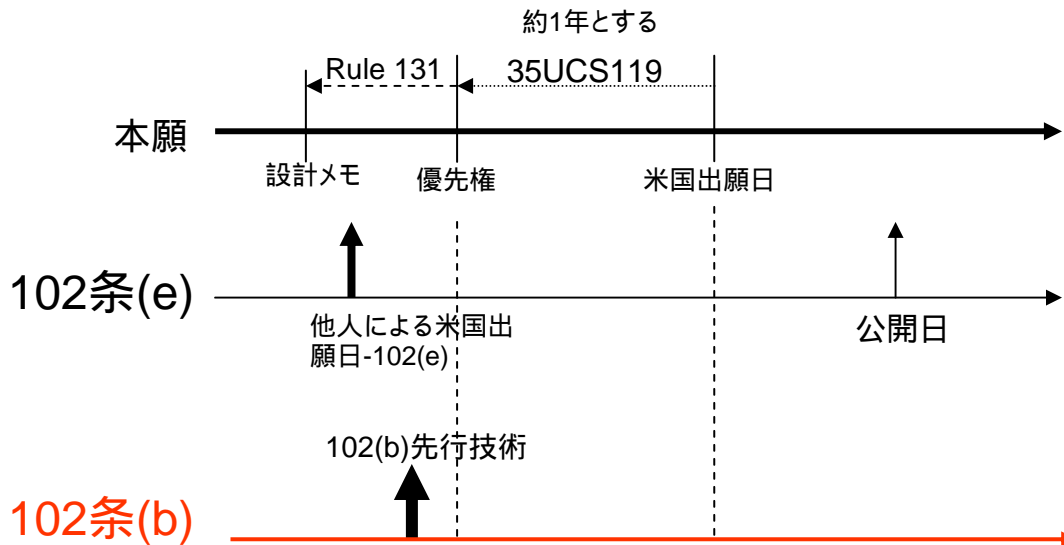 約1年とする
Rule 131
35UCS119
本願
設計メモ
優先権
米国出願日
102条(e)
他人による米国出
願日-102(e)
公開日
102(b)先行技術
102条(b)